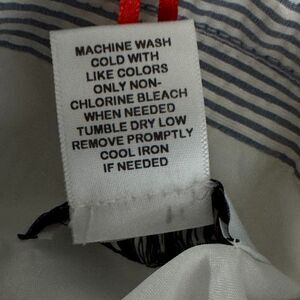 MACHINE WASH
COLD WITH
LIKE COLORS
ONLY NON-
CHLORINE BLEACH
WHEN NEEDED
TUMBLE DRY LOW
REMOVE PROMPTLY
COOL IRON
IF NEEDED